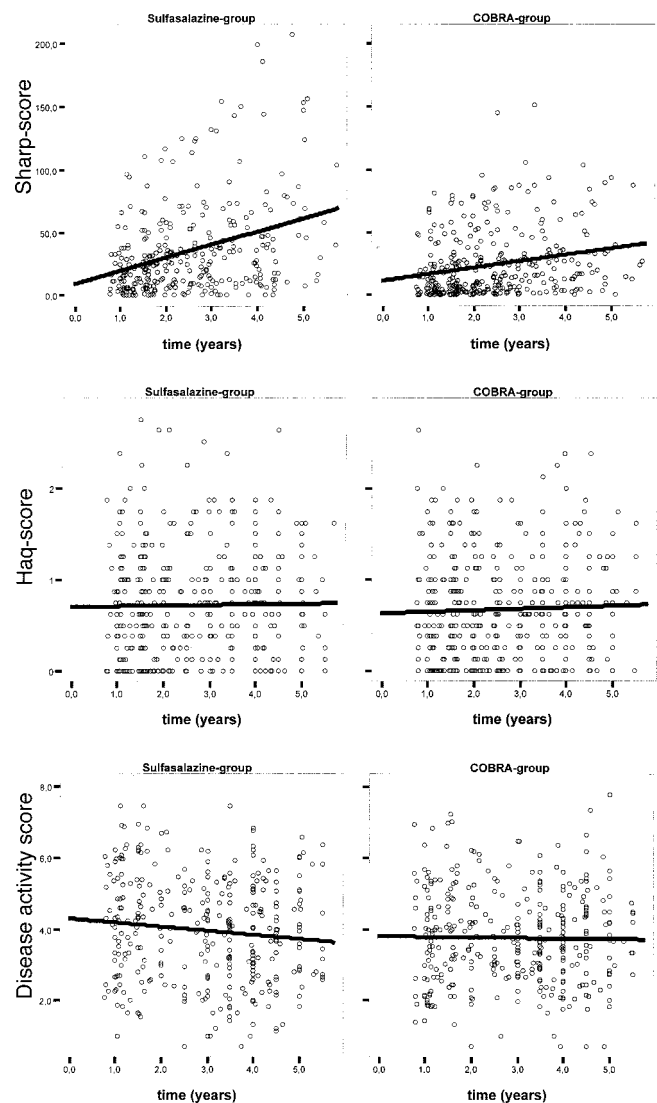 Sulfasalazine-group COBRA-group
Sharp-score
200,0
150,0
100,0
50,0
0,0
0,0 1,0 2,0 3,0 4,0 5,0 0,0 1,0 2,0 3,0 4,0 5,0
time (years) time (years)
Sulfasalazine-group COBRA-group
Haq-score
2
1
0
0,0 1,0 2,0 3,0 4,0 5,0 0,0 1,0 2,0 3,0 4,0 5,0
time (years) time (years)
Sulfasalazine-group COBRA-group
Disease activity score
8,0
6,0
4,0
2,0
0,0 1,0 2,0 3,0 4,0 5,0 0,0 1,0 2,0 3,0 4,0 5,0
time (years) time (years)